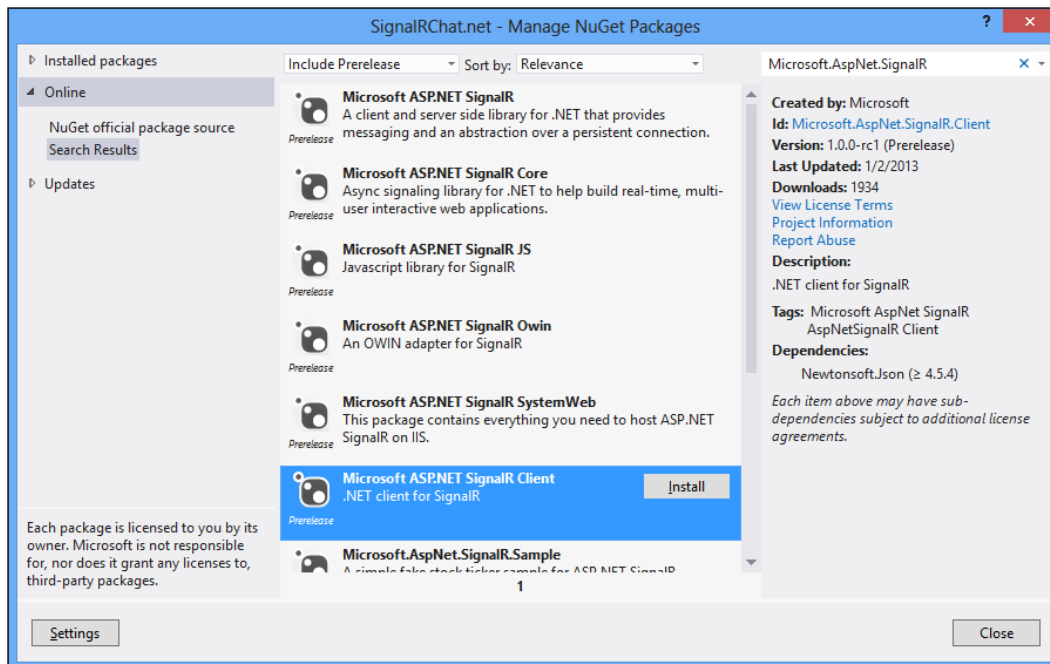 SignalRChat.net - Manage NuGet Packages
?
×
Installed packages
Online
NuGet official package source
Search Results
Updates
Each package is licensed to you by its
owner. Microsoft is not responsible
for, nor does it grant any licenses to,
third-party packages.
Settings
Include Prerelease
Sort by: Relevance
Microsoft ASP.NET SignalR
A client and server side library for .NET that provides
messaging and an abstraction over a persistent connection.
Prerelease
Microsoft ASP.NET SignalR Core
Async signaling library for .NET to help build real-time, multi-
user interactive web applications.
Prerelease
Microsoft ASP.NET SignalR JS
Javascript library for SignalR
Prerelease
Microsoft ASP.NET SignalR Owin
An OWIN adapter for SignalR
Prerelease
Microsoft ASP.NET SignalR SystemWeb
This package contains everything you need to host ASP.NET
SignalR on IIS.
Prerelease
Microsoft ASP.NET SignalR Client
.NET client for SignalR
Install
Prerelease
Microsoft.AspNet.SignalR.Sample
A simple fake stock ticker sample for ASP.NET SignalR
1
Microsoft.AspNet.SignalR
Created by: Microsoft
Id: Microsoft.AspNet.SignalR.Client
Version: 1.0.0-rc1 (Prerelease)
Last Updated: 1/2/2013
Downloads: 1934
View License Terms
Project Information
Report Abuse
Description:
.NET client for SignalR
Tags: Microsoft AspNet SignalR
AspNetSignalR Client
Dependencies:
Newtonsoft.Json (≥ 4.5.4)
Each item above may have sub-
dependencies subject to additional license
agreements.
Close